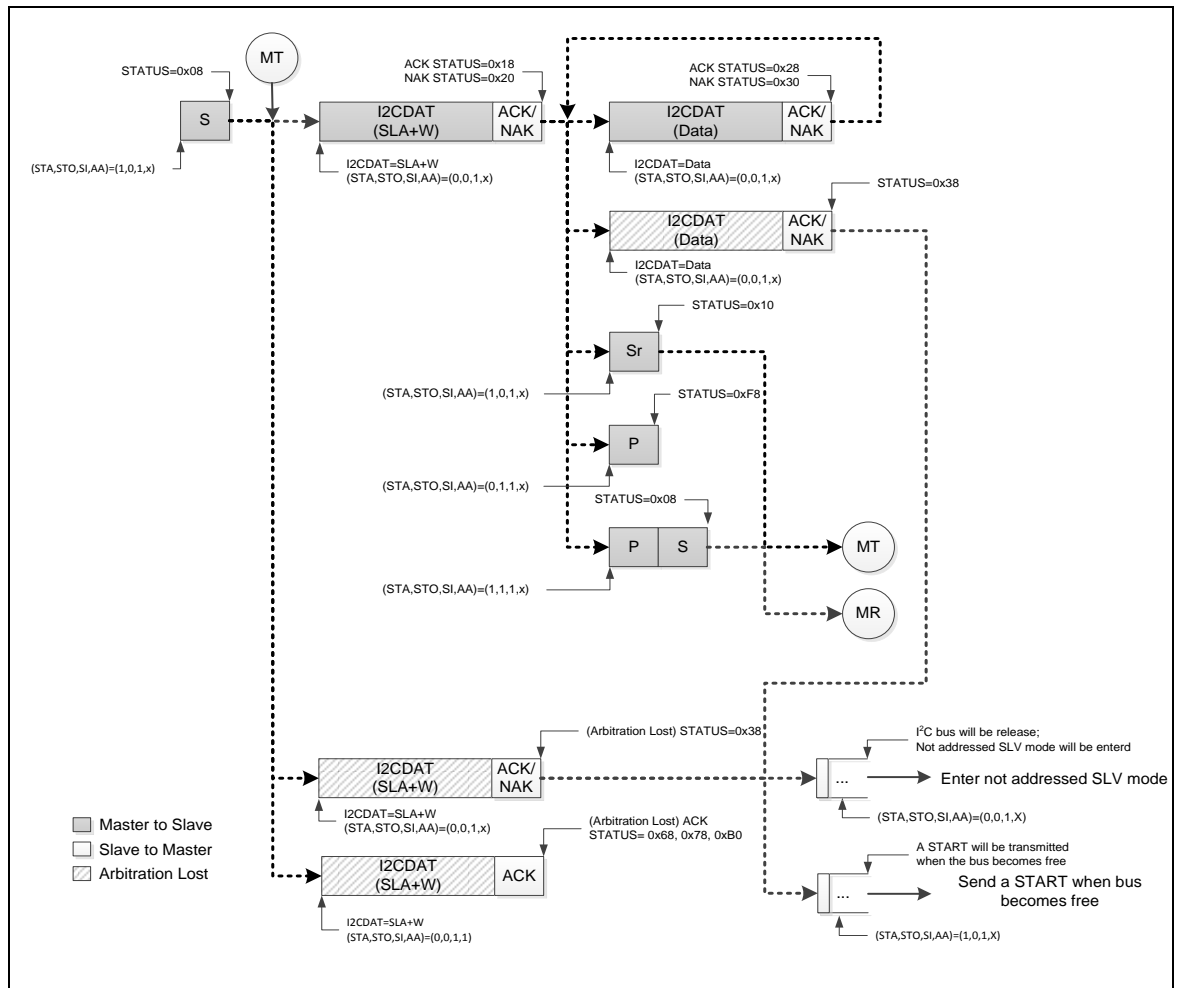 MT
STATUS=0x08
S
(STA,STO,SI,AA)=(1,0,1,x)
ACK STATUS=0x18
NAK STATUS=0x20
I2CDAT
(SLA+W)
ACK/
NAK
I2CDAT=SLA+W
(STA,STO,SI,AA)=(0,0,1,x)
ACK STATUS=0x28
NAK STATUS=0x30
I2CDAT
(Data)
ACK/
NAK
I2CDAT=Data
(STA,STO,SI,AA)=(0,0,1,x)
STATUS=0x38
I2CDAT
(Data)
ACK/
NAK
I2CDAT=Data
(STA,STO,SI,AA)=(0,0,1,x)
STATUS=0x10
Sr
(STA,STO,SI,AA)=(1,0,1,x)
STATUS=0xF8
P
(STA,STO,SI,AA)=(0,1,1,x)
STATUS=0x08
P S
MT
(STA,STO,SI,AA)=(1,1,1,x)
MR
(Arbitration Lost) STATUS=0x38
I2CDAT
(SLA+W)
ACK/
NAK
I2CDAT=SLA+W
(STA,STO,SI,AA)=(0,0,1,x)
I²C bus will be release;
Not addressed SLV mode will be enterd
... Enter not addressed SLV mode
(STA,STO,SI,AA)=(0,0,1,X)
Master to Slave
Slave to Master
Arbitration Lost
(Arbitration Lost) ACK
STATUS= 0x68, 0x78, 0xB0
I2CDAT
(SLA+W)
ACK
I2CDAT=SLA+W
(STA,STO,SI,AA)=(0,0,1,1)
A START will be transmitted
when the bus becomes free
... Send a START when bus
becomes free
(STA,STO,SI,AA)=(1,0,1,X)